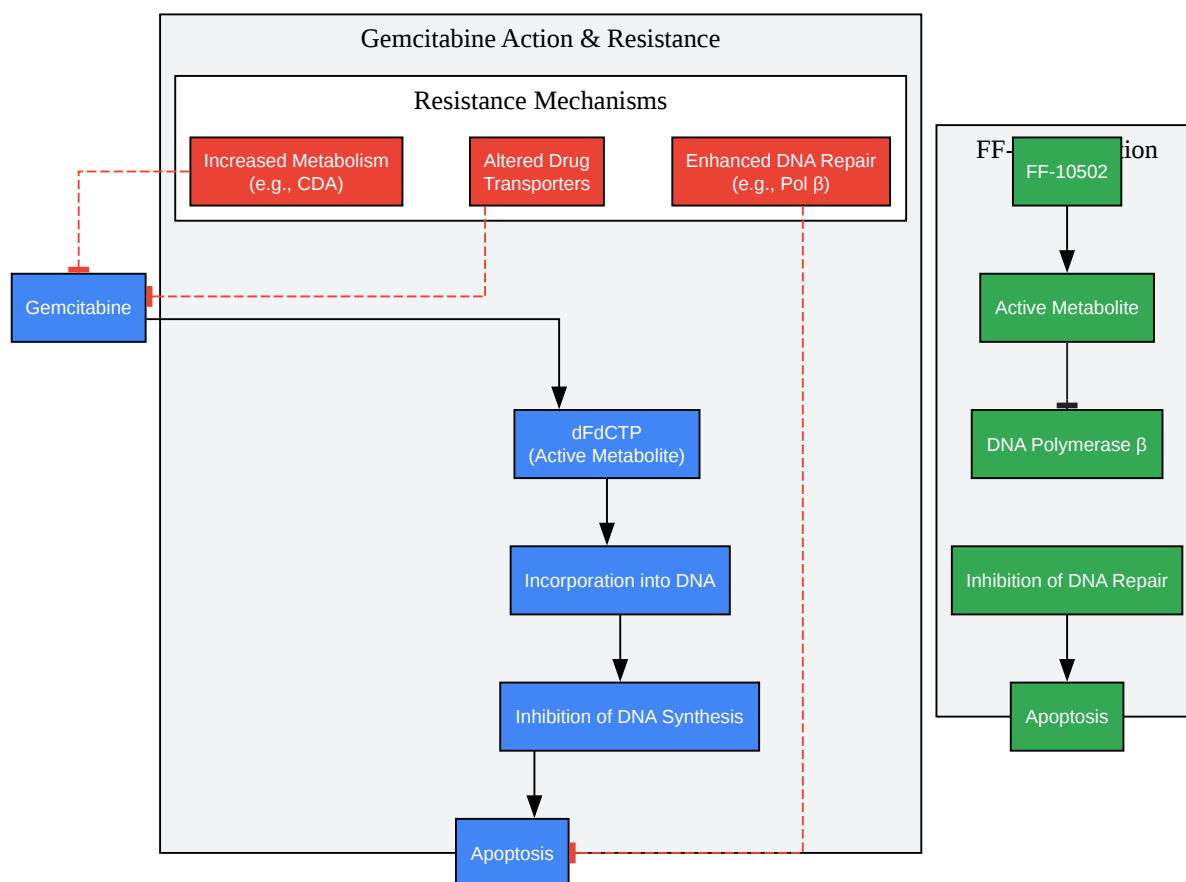 Gemcitabine Action & Resistance
Resistance Mechanisms
Increased Metabolism
(e.g., CDA)
Altered Drug
Transporters
Enhanced DNA Repair
(e.g., Pol β)
Gemcitabine
dFdCTP
(Active Metabolite)
Incorporation into DNA
Inhibition of DNA Synthesis
Apoptosis
FF-
FF-10502
Active Metabolite
DNA Polymerase β
Inhibition of DNA Repair
Apoptosis